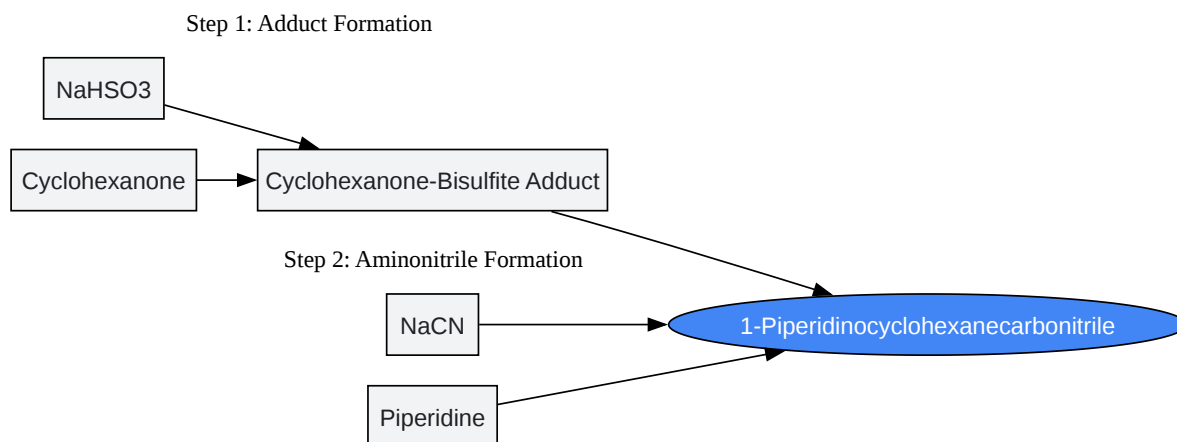 Step 1: Adduct Formation
NaHSO3
Cyclohexanone
Cyclohexanone-Bisulfite Adduct
Step 2: Aminonitrile Formation
NaCN
1-Piperidinocyclohexanecarbonitrile
Piperidine